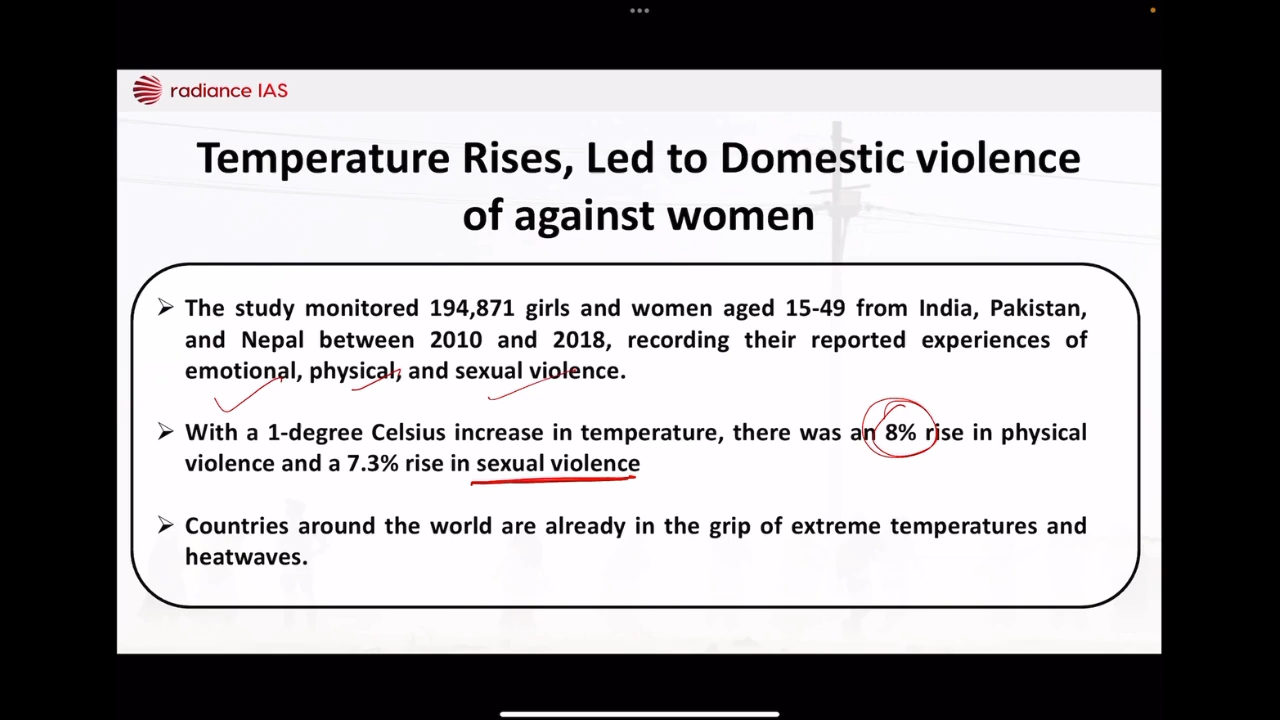 radiance IAS
Temperature Rises, Led to Domestic violence
of against women
➢ The study monitored 194,871 girls and women aged 15-49 from India, Pakistan,
and Nepal between 2010 and 2018, recording their reported experiences of
emotional, physical, and sexual violence.
➢ With a 1-degree Celsius increase in temperature, there was an 8% rise in physical
violence and a 7.3% rise in sexual violence
➢ Countries around the world are already in the grip of extreme temperatures and
heatwaves.